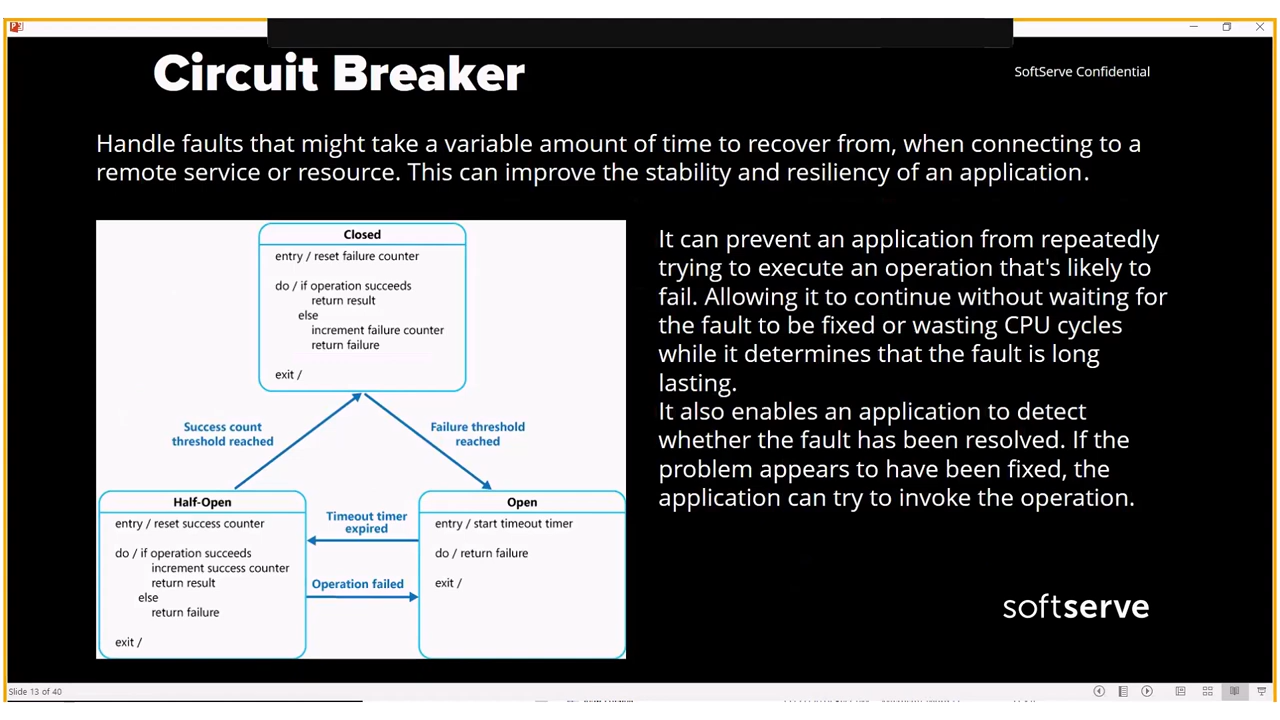 Circuit Breaker
SoftServe Confidential
Handle faults that might take a variable amount of time to recover from, when connecting to a
remote service or resource. This can improve the stability and resiliency of an application.
Closed
entry / reset failure counter
do / if operation succeeds
return result
else
increment failure counter
return failure
exit /
Success count
threshold reached
Failure threshold
reached
Half-Open
entry / reset success counter
do / if operation succeeds
increment success counter
return result
else
return failure
exit /
Timeout timer
expired
Operation failed
Open
entry / start timeout timer
do / return failure
exit /
It can prevent an application from repeatedly
trying to execute an operation that's likely to
fail. Allowing it to continue without waiting for
the fault to be fixed or wasting CPU cycles
while it determines that the fault is long
lasting.
It also enables an application to detect
whether the fault has been resolved. If the
problem appears to have been fixed, the
application can try to invoke the operation.
softserve
Slide 13 of 40